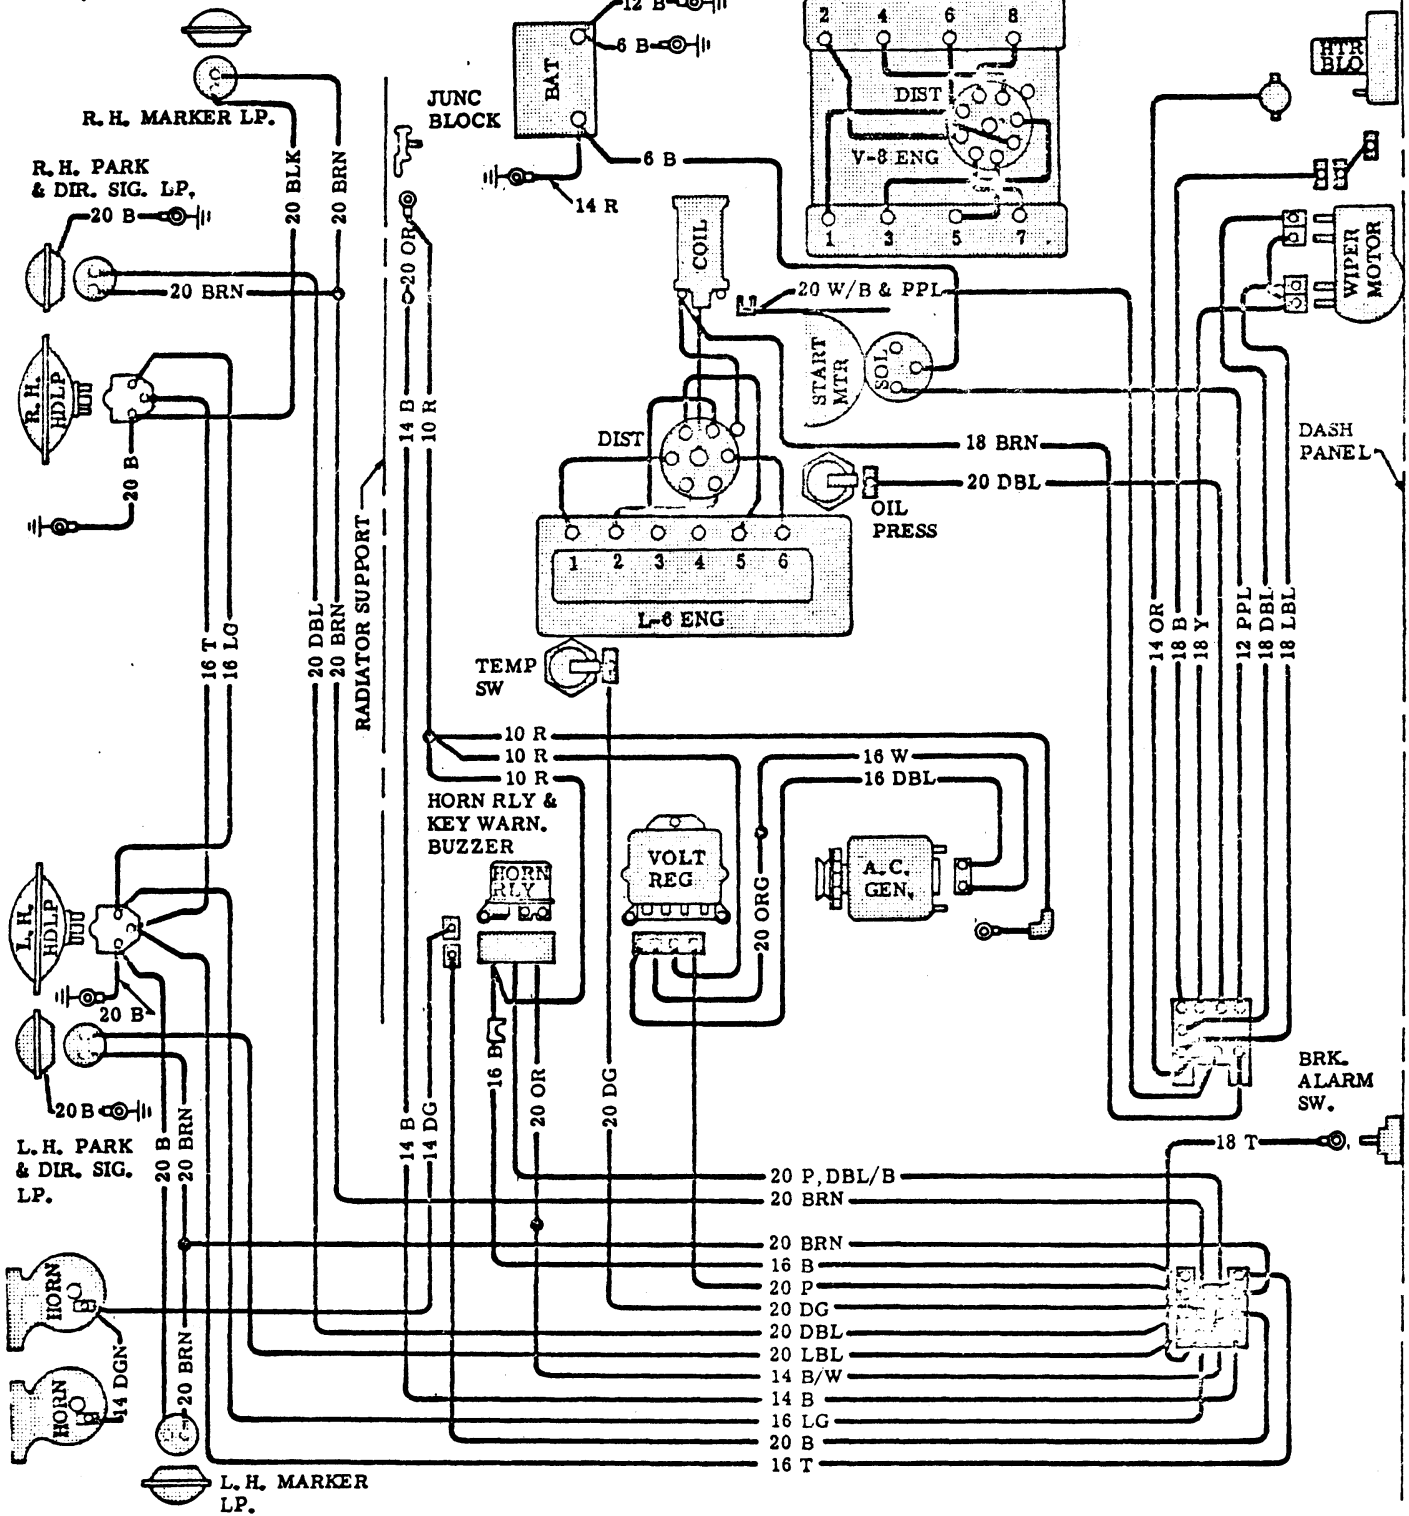 12 B
6 B
BAT
JUNC
BLOCK
6 B
14 R
R. H. MARKER LP.
R. H. PARK
& DIR. SIG. LP.
20 B
20 BLK
20 BRN
20 BRN
R. H.
HDLP
20 B
2 4 6 8
DIST
V-8 ENG
1 3 5 7
HTR
BLO
WIPER
MOTOR
COIL
20 OR
20 W/B & PPL
START
MTR
SOL
14 B
10 R
DIST
18 BRN
20 DBL
OIL
PRESS
DASH
PANEL
1 2 3 4 5 6
L-6 ENG
RADIATOR SUPPORT
16 T
16 LG
20 DBL
20 BRN
14 OR
18 B
18 Y
12 PPL
18 DBL
18 LBL
TEMP
SW
10 R
10 R
10 R
16 W
16 DBL
HORN RLY &
KEY WARN.
BUZZER
HORN
RLY
VOLT
REG
20 ORG
A. C.
GEN.
L. H.
HDLP
20 B
20 B
L. H. PARK
& DIR. SIG.
LP.
20 B
20 BRN
14 B
14 DG
16 B
20 OR
20 DG
BRK.
ALARM
SW.
18 T
20 P, DBL/B
20 BRN
20 BRN
16 B
20 P
20 DG
20 DBL
20 LBL
14 B/W
14 B
16 LG
20 B
16 T
HORN
14 DGN
20 BRN
HORN
L. H. MARKER
LP.